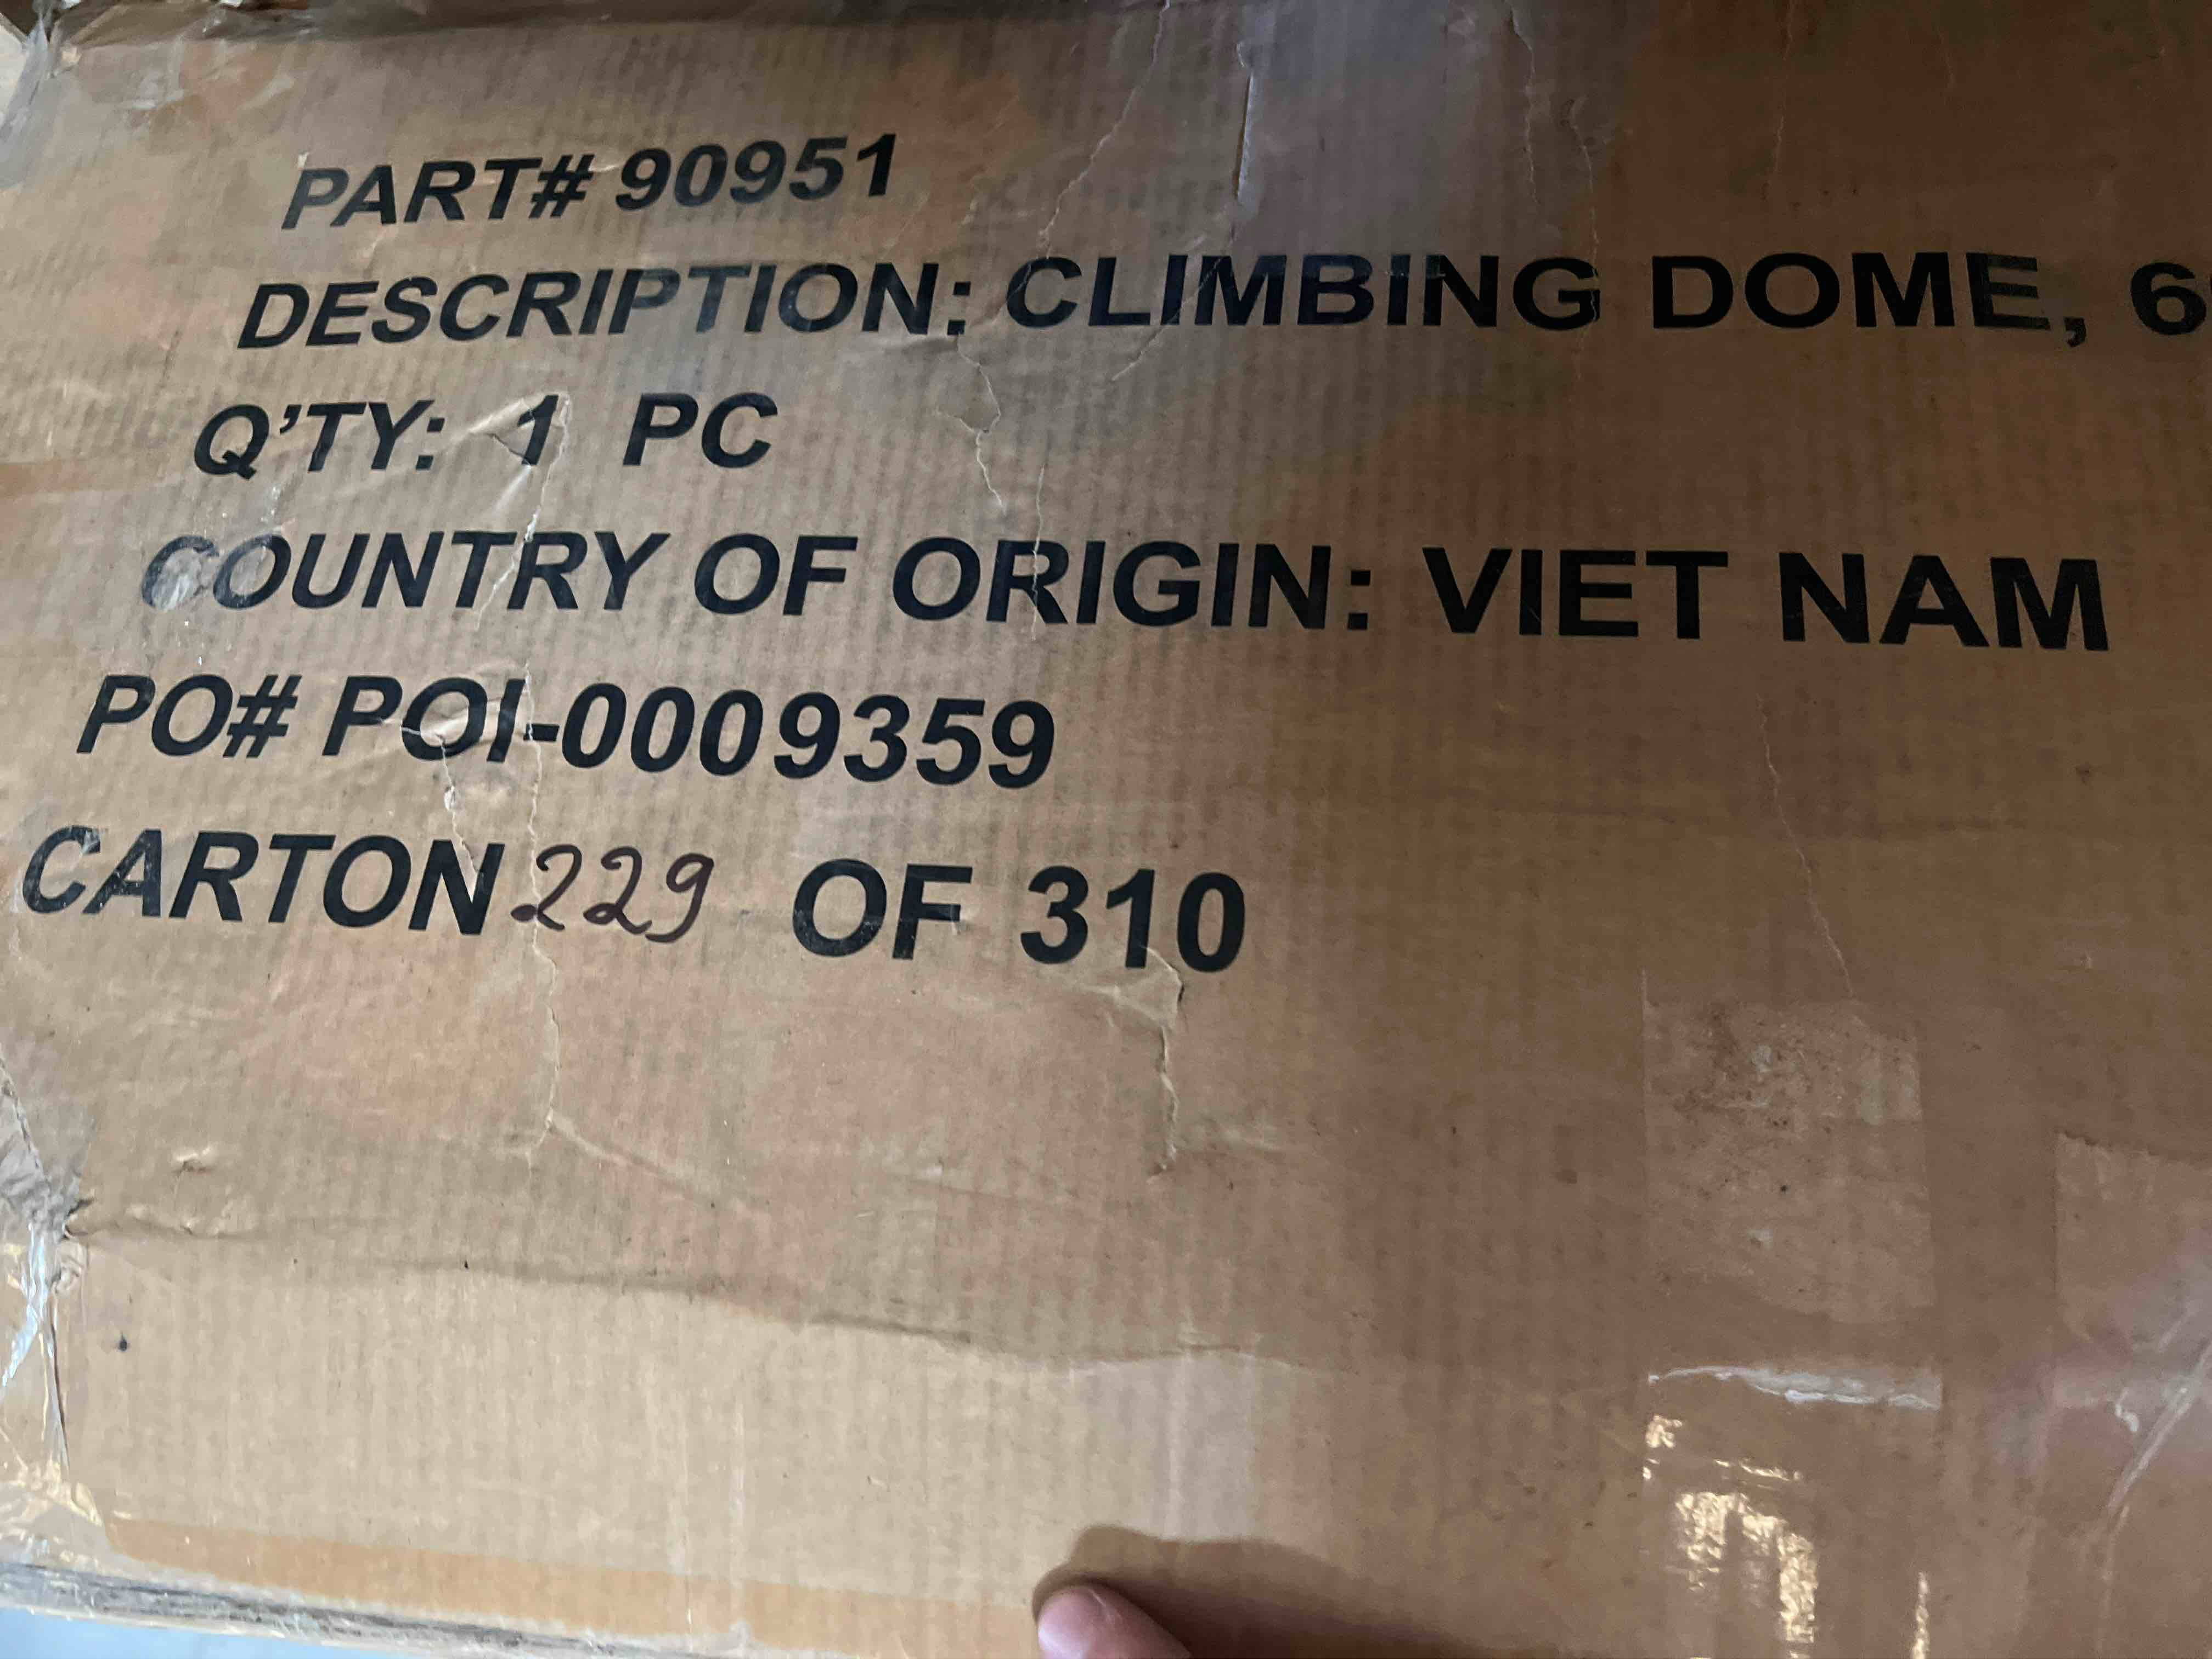 PART# 90951
DESCRIPTION: CLIMBING DOME, 6
Q'TY: 1 PC
COUNTRY OF ORIGIN: VIET NAM
PO# POI-0009359
CARTON 229 OF 310